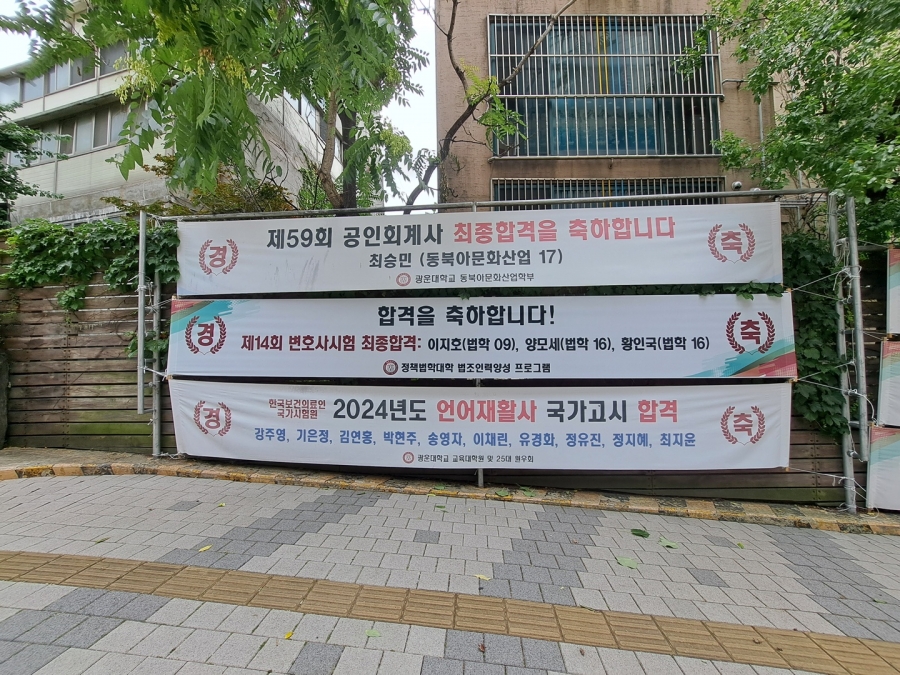 경
제59회 공인회계사 최종합격을 축하합니다
축
최승민 (동북아문화산업 17)
광운대학교 동북아문화산업학부
합격을 축하합니다!
경
제14회 변호사시험 최종합격: 이지호(법학 09), 양모세(법학 16), 황인국(법학 16)
축
정책법학대학 법조인력양성 프로그램
경
한국보건의료인
국가시험원
2024년도 언어재활사 국가고시 합격
축
강주영, 기은정, 김연홍, 박현주, 송영자, 이채린, 유경화, 정유진, 정지혜, 최지윤
광운대학교 교육대학원 및 25대 원우회